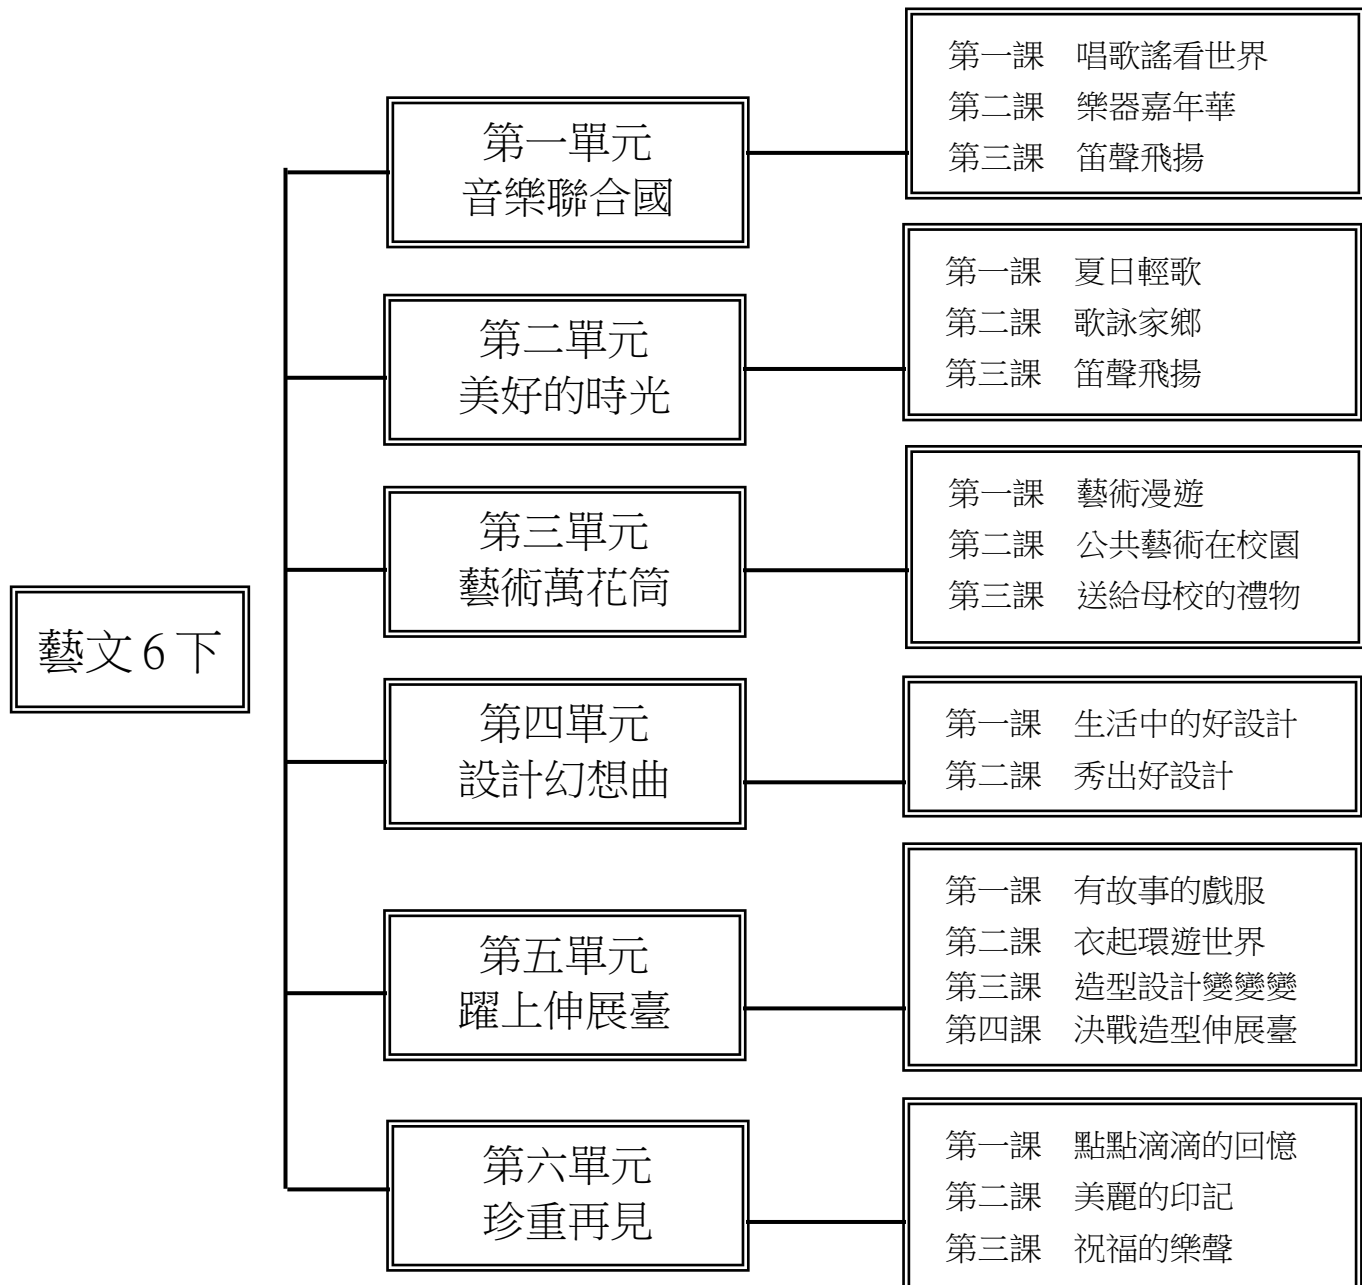 藝文6下
第一單元
音樂聯合國
第一課　唱歌謠看世界
第二課　樂器嘉年華
第三課　笛聲飛揚
第二單元
美好的時光
第一課　夏日輕歌
第二課　歌詠家鄉
第三課　笛聲飛揚
第三單元
藝術萬花筒
第一課　藝術漫遊
第二課　公共藝術在校園
第三課　送給母校的禮物
第四單元
設計幻想曲
第一課　生活中的好設計
第二課　秀出好設計
第五單元
躍上伸展臺
第一課　有故事的戲服
第二課　衣起環遊世界
第三課　造型設計變變變
第四課　決戰造型伸展臺
第六單元
珍重再見
第一課　點點滴滴的回憶
第二課　美麗的印記
第三課　祝福的樂聲